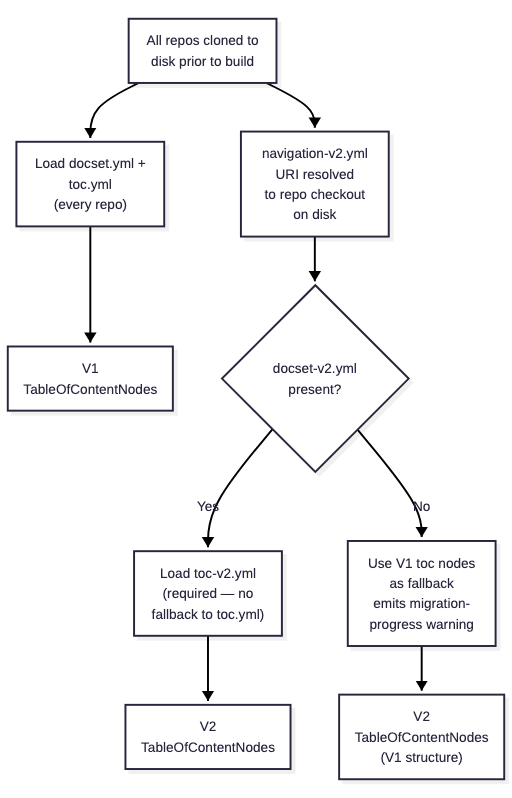 All repos cloned to
disk prior to build
Load docset.yml +
toc.yml
(every repo)
navigation-v2.yml
URI resolved
to repo checkout
on disk
V1
TableOfContentNodes
docset-v2.yml
present?
Yes
No
Load toc-v2.yml
(required — no
fallback to toc.yml)
Use V1 toc nodes
as fallback
emits migration-
progress warning
V2
TableOfContentNodes
V2
TableOfContentNodes
(V1 structure)